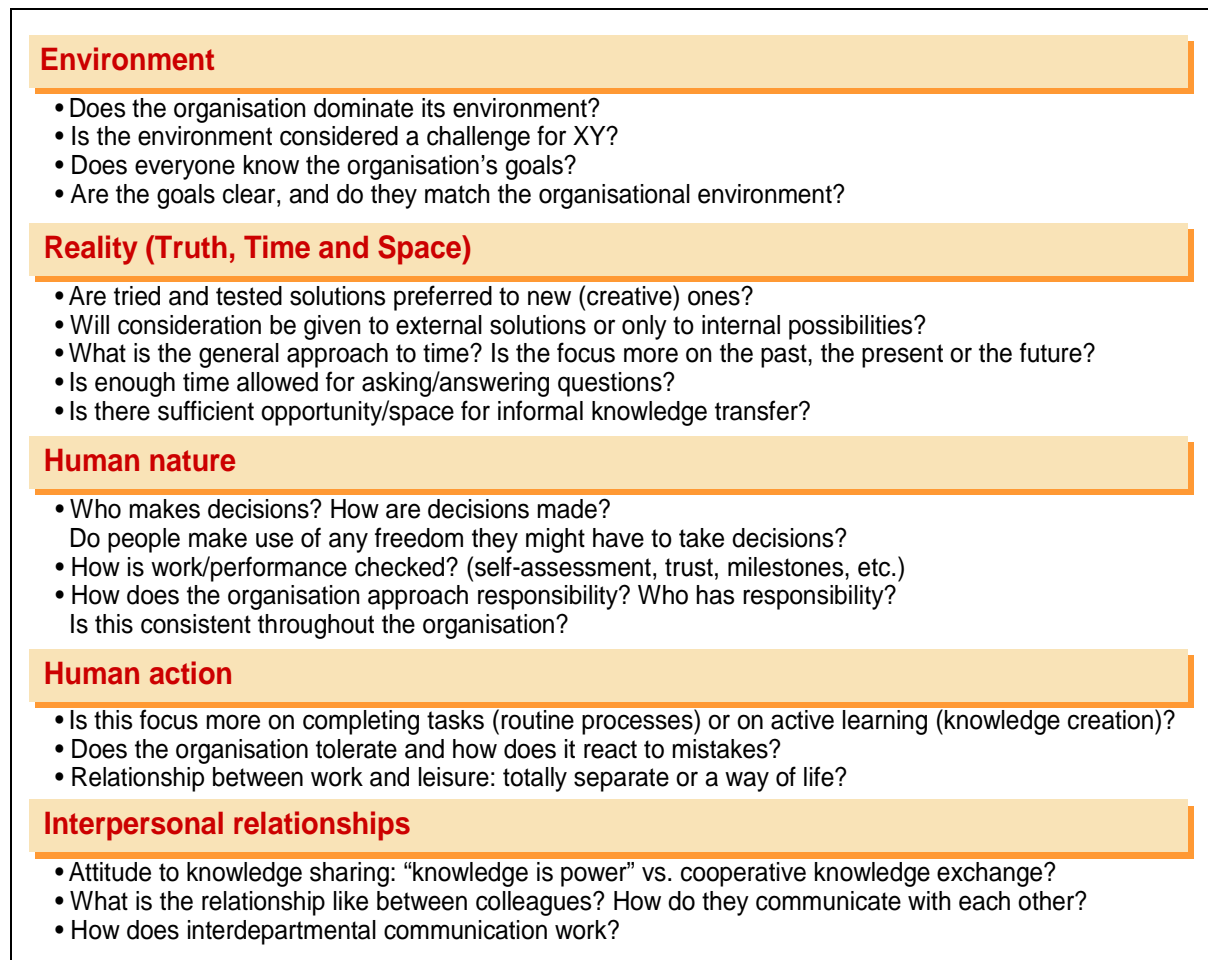 Environment
• Does the organisation dominate its environment?
• Is the environment considered a challenge for XY?
• Does everyone know the organisation's goals?
• Are the goals clear, and do they match the organisational environment?
Reality (Truth, Time and Space)
• Are tried and tested solutions preferred to new (creative) ones?
• Will consideration be given to external solutions or only to internal possibilities?
• What is the general approach to time? Is the focus more on the past, the present or the future?
• Is enough time allowed for asking/answering questions?
• Is there sufficient opportunity/space for informal knowledge transfer?
Human nature
• Who makes decisions? How are decisions made?
Do people make use of any freedom they might have to take decisions?
• How is work/performance checked? (self-assessment, trust, milestones, etc.)
• How does the organisation approach responsibility? Who has responsibility?
Is this consistent throughout the organisation?
Human action
• Is this focus more on completing tasks (routine processes) or on active learning (knowledge creation)?
• Does the organisation tolerate and how does it react to mistakes?
• Relationship between work and leisure: totally separate or a way of life?
Interpersonal relationships
• Attitude to knowledge sharing: “knowledge is power” vs. cooperative knowledge exchange?
• What is the relationship like between colleagues? How do they communicate with each other?
• How does interdepartmental communication work?